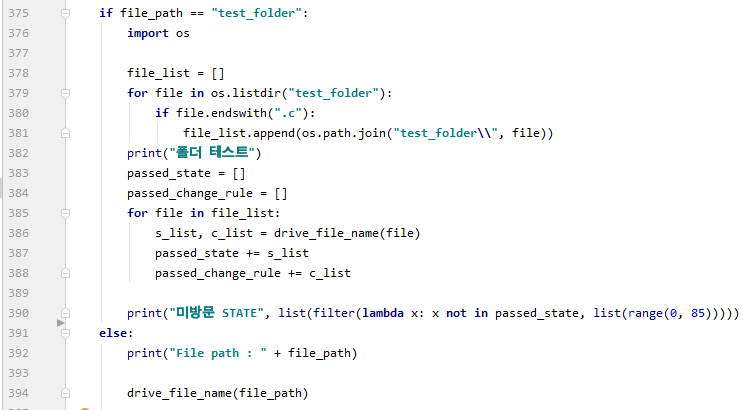 375 if file_path == "test_folder":
376 import os
377
378 file_list = []
379 for file in os.listdir("test_folder"):
380 if file.endswith(".c"):
381 file_list.append(os.path.join("test_folder\\", file))
382 print("폴더 테스트")
383 passed_state = []
384 passed_change_rule = []
385 for file in file_list:
386 s_list, c_list = drive_file_name(file)
387 passed_state += s_list
388 passed_change_rule += c_list
389
390 print("미방문 STATE", list(filter(lambda x: x not in passed_state, list(range(0, 85)))))
391 else:
392 print("File path : " + file_path)
393
394 drive_file_name(file_path)